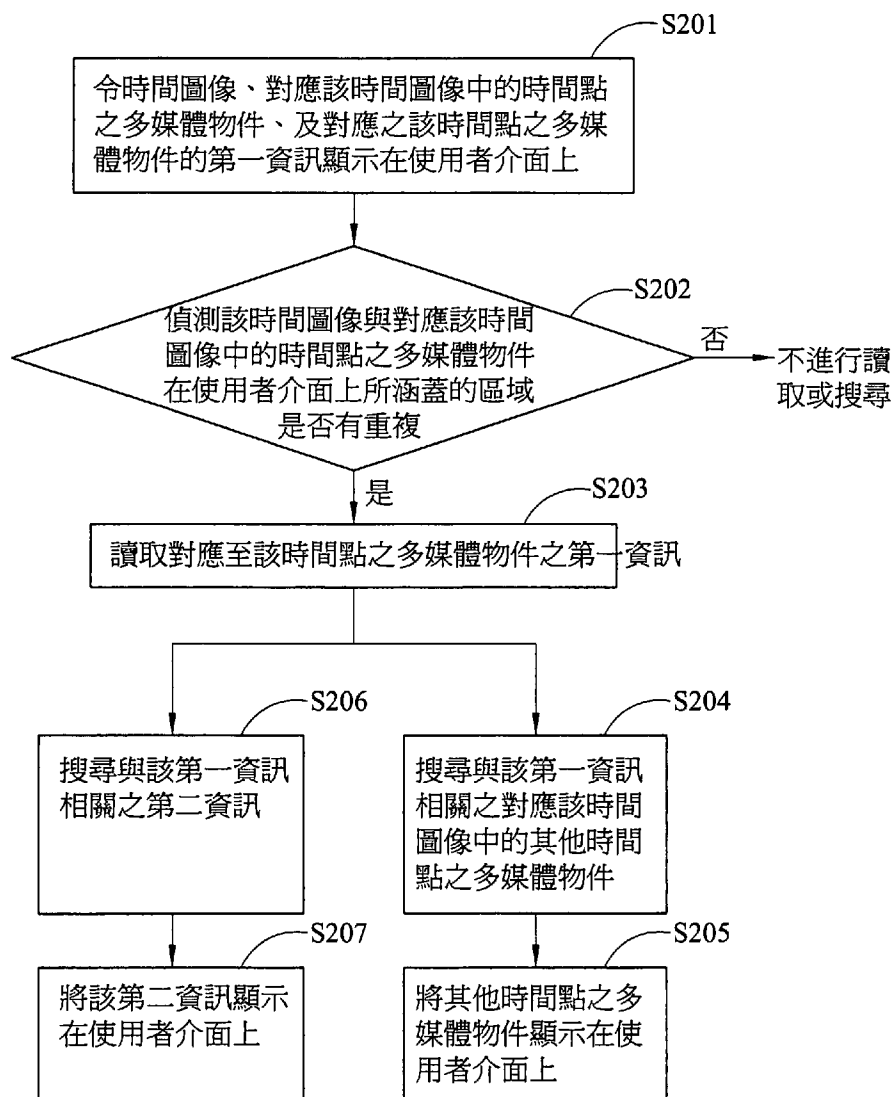 S201
令時間圖像、對應該時間圖像中的時間點
之多媒體物件、及對應之該時間點之多媒
體物件的第一資訊顯示在使用者介面上
S202
偵測該時間圖像與對應該時間
圖像中的時間點之多媒體物件
在使用者介面上所涵蓋的區域
是否有重複
否
不進行讀
取或搜尋
是
S203
讀取對應至該時間點之多媒體物件之第一資訊
S206
搜尋與該第一資訊
相關之第二資訊
S204
搜尋與該第一資訊
相關之對應該時間
圖像中的其他時間
點之多媒體物件
S207
將該第二資訊顯示
在使用者介面上
S205
將其他時間點之多
媒體物件顯示在使
用者介面上